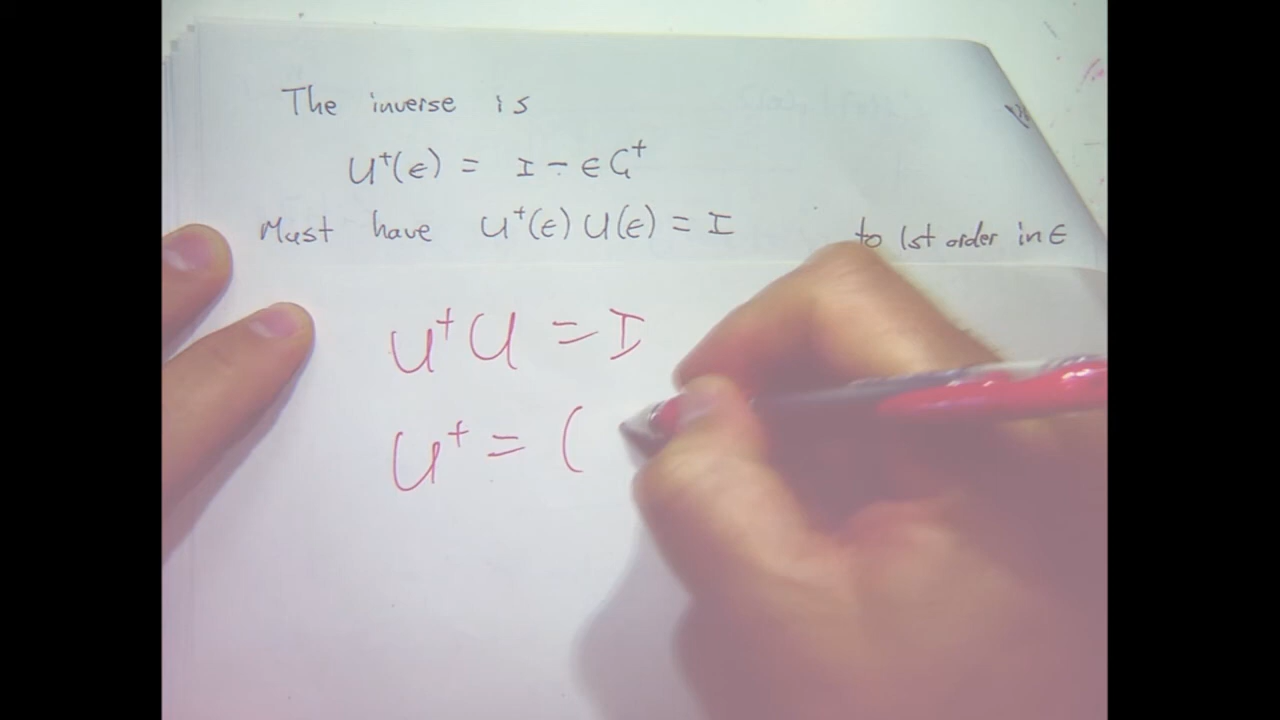 The inverse is
U†(ϵ) = I - ϵG†
Must have U†(ϵ) U(ϵ) = I to 1st order in ϵ
U†U = I
U† = (